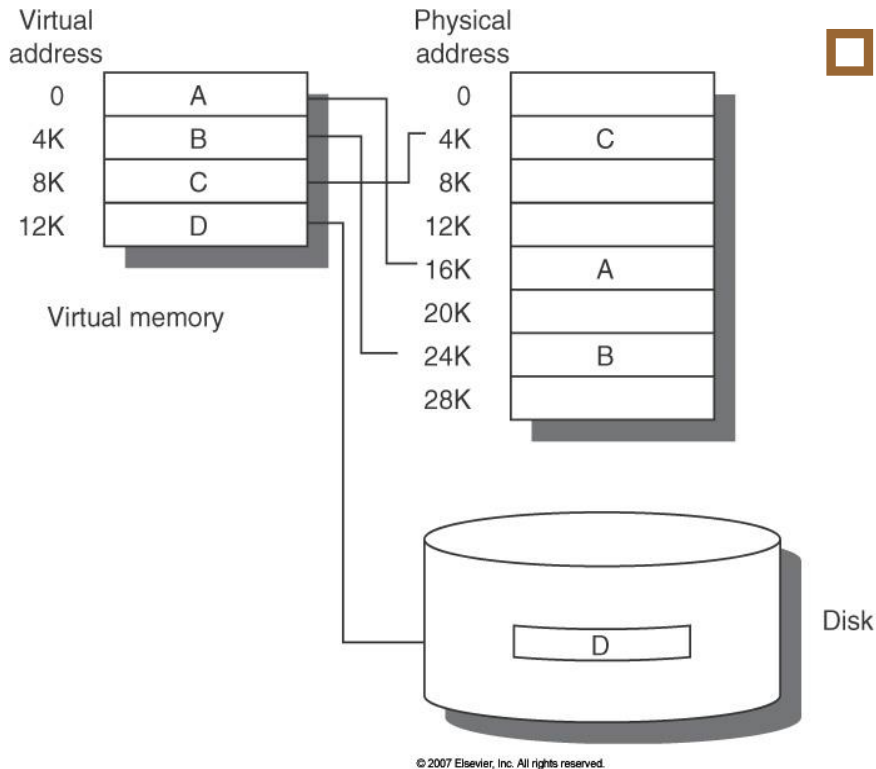 Virtual
address
0
A
4K
B
8K
C
12K
D
Virtual memory
Physical
address
0
4K
C
8K
12K
16K
A
20K
24K
B
28K
D
Disk
© 2007 Elsevier, Inc. All rights reserved.